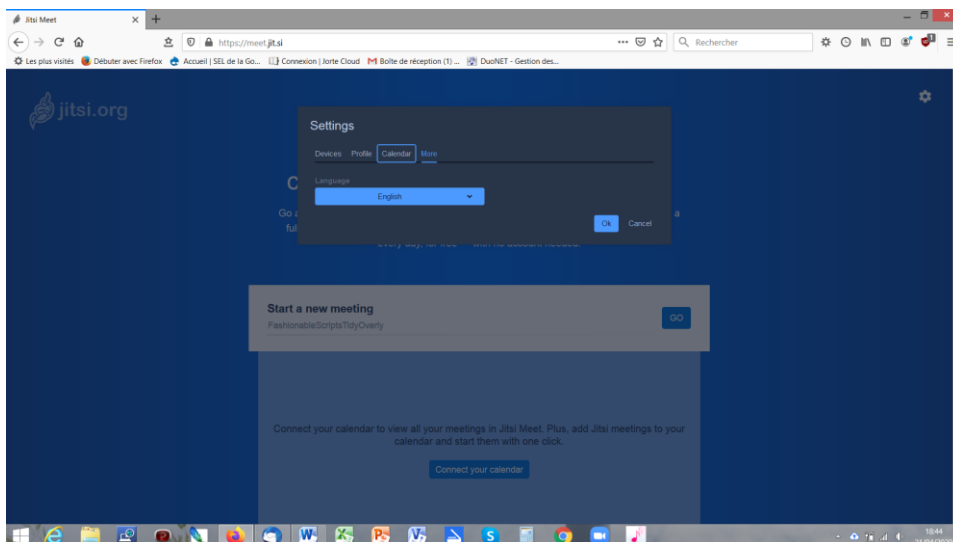 Jitsi Meet
https://meet.jit.si
Rechercher
Les plus visités Débuter avec Firefox Accueil | SEL de la Go... Connexion | Jorte Cloud Boîte de réception (1) ... DuoNET - Gestion des...
jitsi.org
Settings
Devices Profile Calendar More
Language
English
Go a
ful
a
Ok Cancel
Start a new meeting
FashionableScriptsTidyOverly
GO
Connect your calendar to view all your meetings in Jitsi Meet. Plus, add Jitsi meetings to your
calendar and start them with one click.
Connect your calendar
18:44